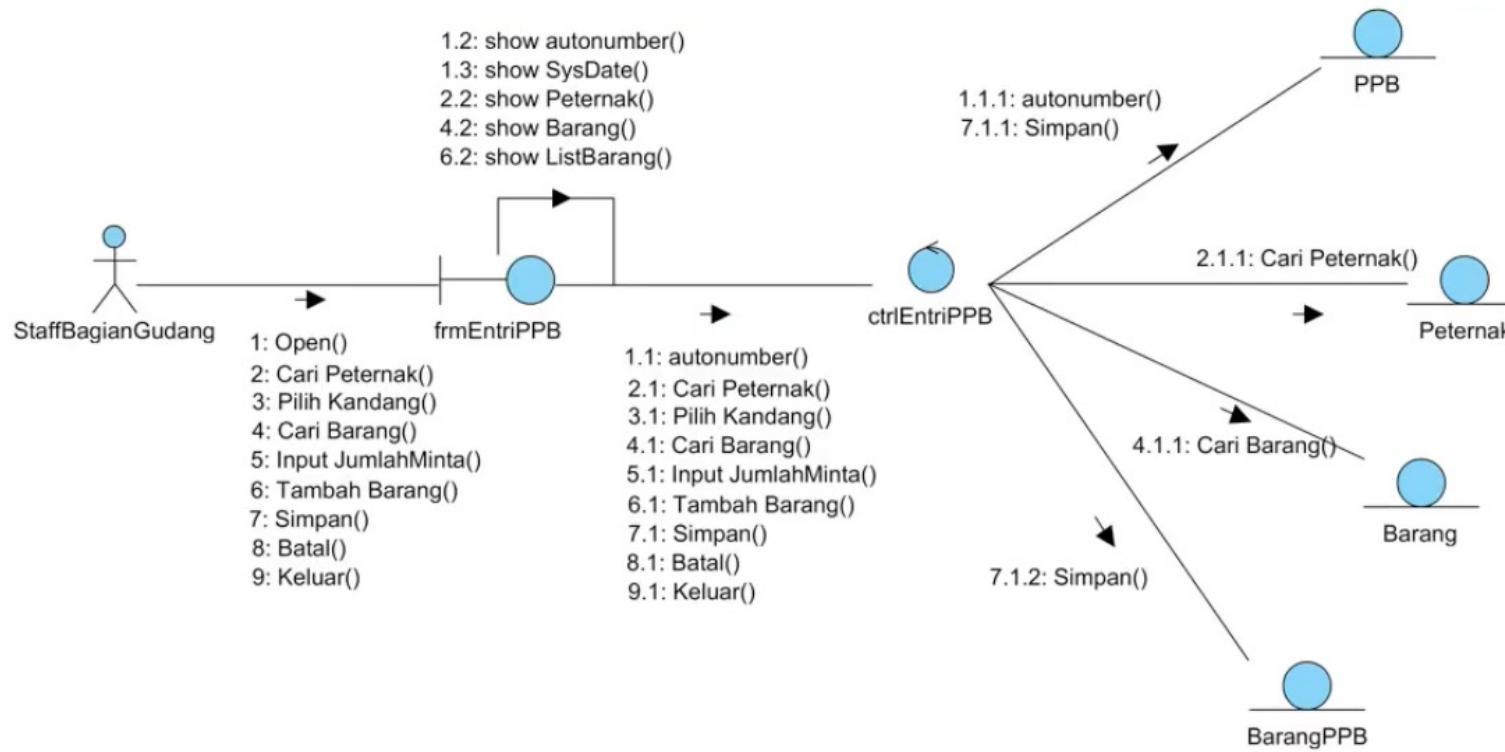 1.2: show autonumber()
1.3: show SysDate()
2.2: show Peternak()
4.2: show Barang()
6.2: show ListBarang()
StaffBagianGudang
1: Open()
2: Cari Peternak()
3: Pilih Kandang()
4: Cari Barang()
5: Input JumlahMinta()
6: Tambah Barang()
7: Simpan()
8: Batal()
9: Keluar()
frmEntriPPB
1.1: autonumber()
2.1: Cari Peternak()
3.1: Pilih Kandang()
4.1: Cari Barang()
5.1: Input JumlahMinta()
6.1: Tambah Barang()
7.1: Simpan()
8.1: Batal()
9.1: Keluar()
ctrlEntriPPB
1.1.1: autonumber()
7.1.1: Simpan()
PPB
2.1.1: Cari Peternak()
Peternak
4.1.1: Cari Barang()
Barang
7.1.2: Simpan()
BarangPPB